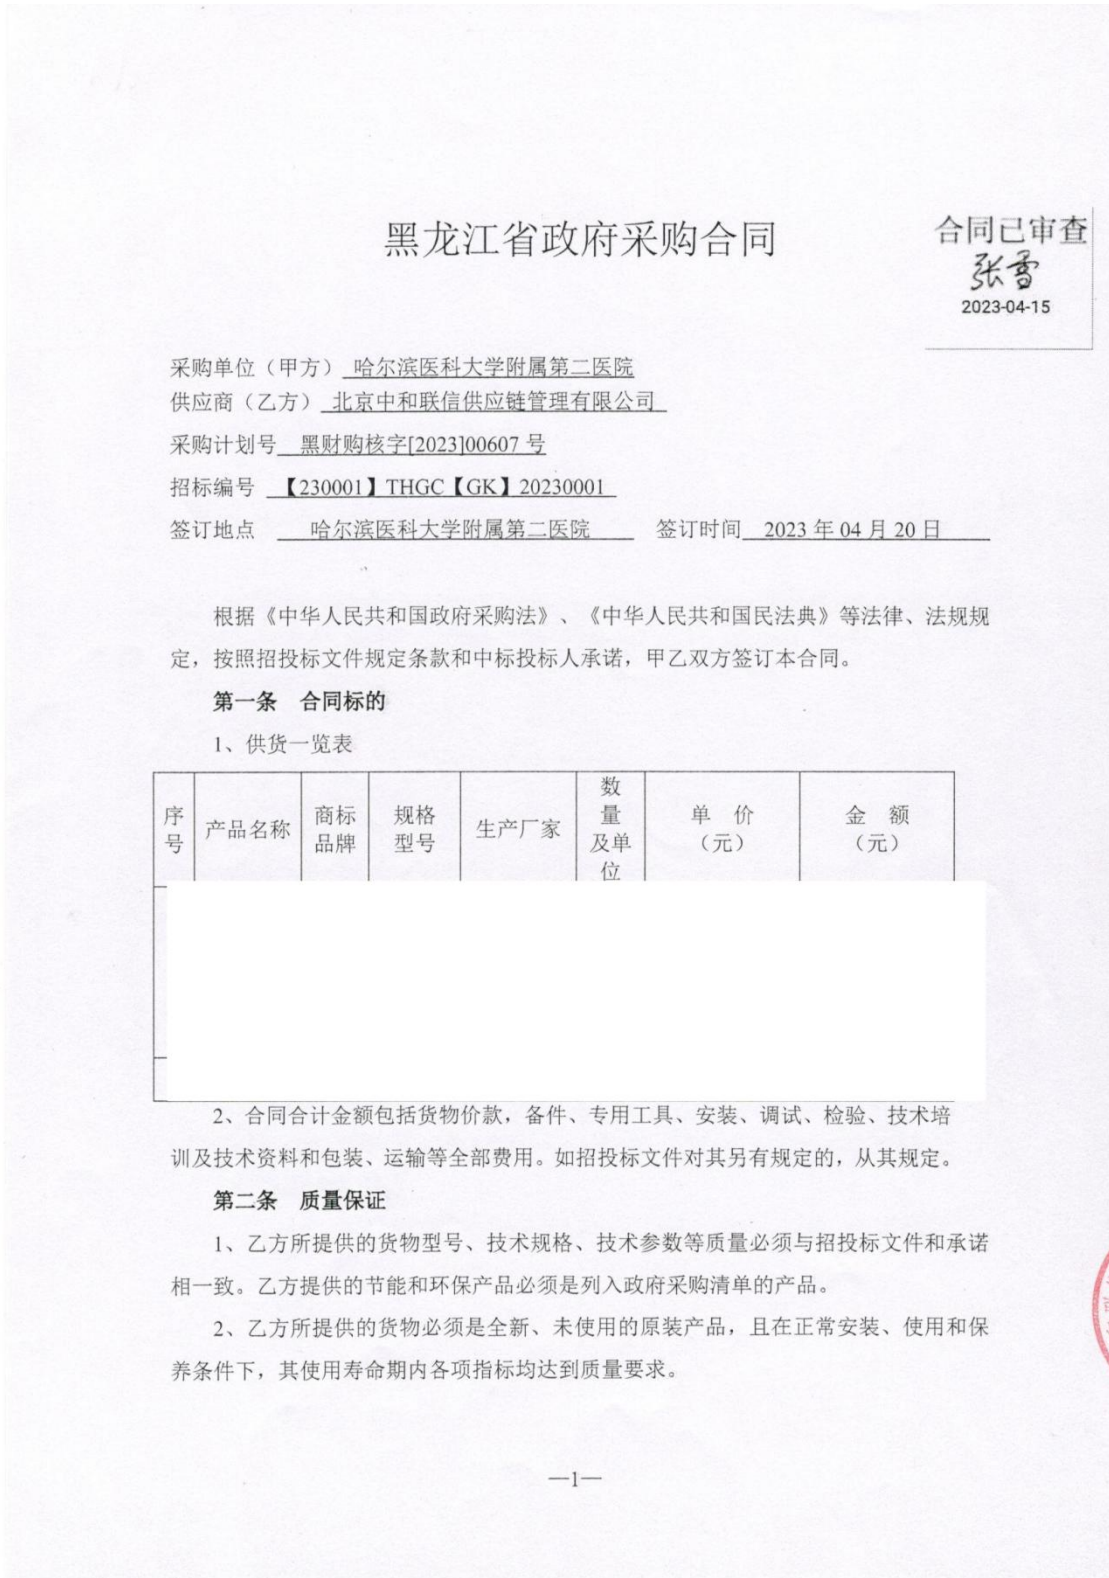 黑龙江省政府采购合同
合同已审查
张雪
2023-04-15
采购单位（甲方） 哈尔滨医科大学附属第二医院
供应商（乙方） 北京中和联信供应链管理有限公司
采购计划号 黑财购核字[2023]00607 号
招标编号 【230001】THGC【GK】20230001
签订地点 哈尔滨医科大学附属第二医院 签订时间 2023 年 04 月 20 日
根据《中华人民共和国政府采购法》、《中华人民共和国民法典》等法律、法规规
定，按照招投标文件规定条款和中标投标人承诺，甲乙双方签订本合同。
第一条 合同标的
1、供货一览表
序号 产品名称 商标品牌 规格型号 生产厂家 数量及单位 单 价（元） 金 额（元）
2、合同合计金额包括货物价款，备件、专用工具、安装、调试、检验、技术培
训及技术资料和包装、运输等全部费用。如招投标文件对其另有规定的，从其规定。
第二条 质量保证
1、乙方所提供的货物型号、技术规格、技术参数等质量必须与招投标文件和承诺
相一致。乙方提供的节能和环保产品必须是列入政府采购清单的产品。
2、乙方所提供的货物必须是全新、未使用的原装产品，且在正常安装、使用和保
养条件下，其使用寿命期内各项指标均达到质量要求。
—1—